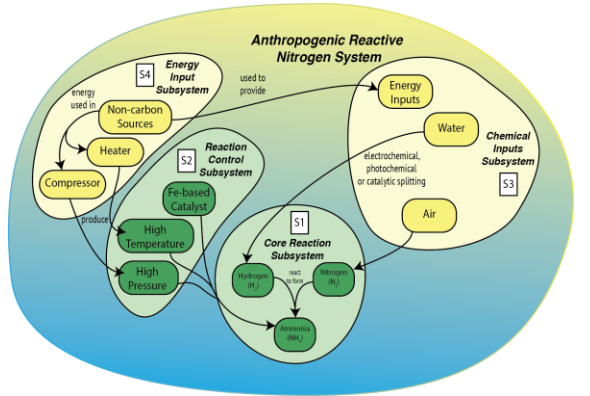 Anthropogenic Reactive
Nitrogen System
S4
Energy
Input
Subsystem
energy
used in
Non-carbon
Sources
Heater
Compressor
used to
provide
Energy
Inputs
Water
Chemical
Inputs
Subsystem
S3
electrochemical,
photochemical
or catalytic splitting
Air
S2
Reaction
Control
Subsystem
Fe-based
Catalyst
produce
High
Temperature
High
Pressure
S1
Core Reaction
Subsystem
Hydrogen
(H₂)
react
to form
Nitrogen
(N₂)
Ammonia
(NH₃)